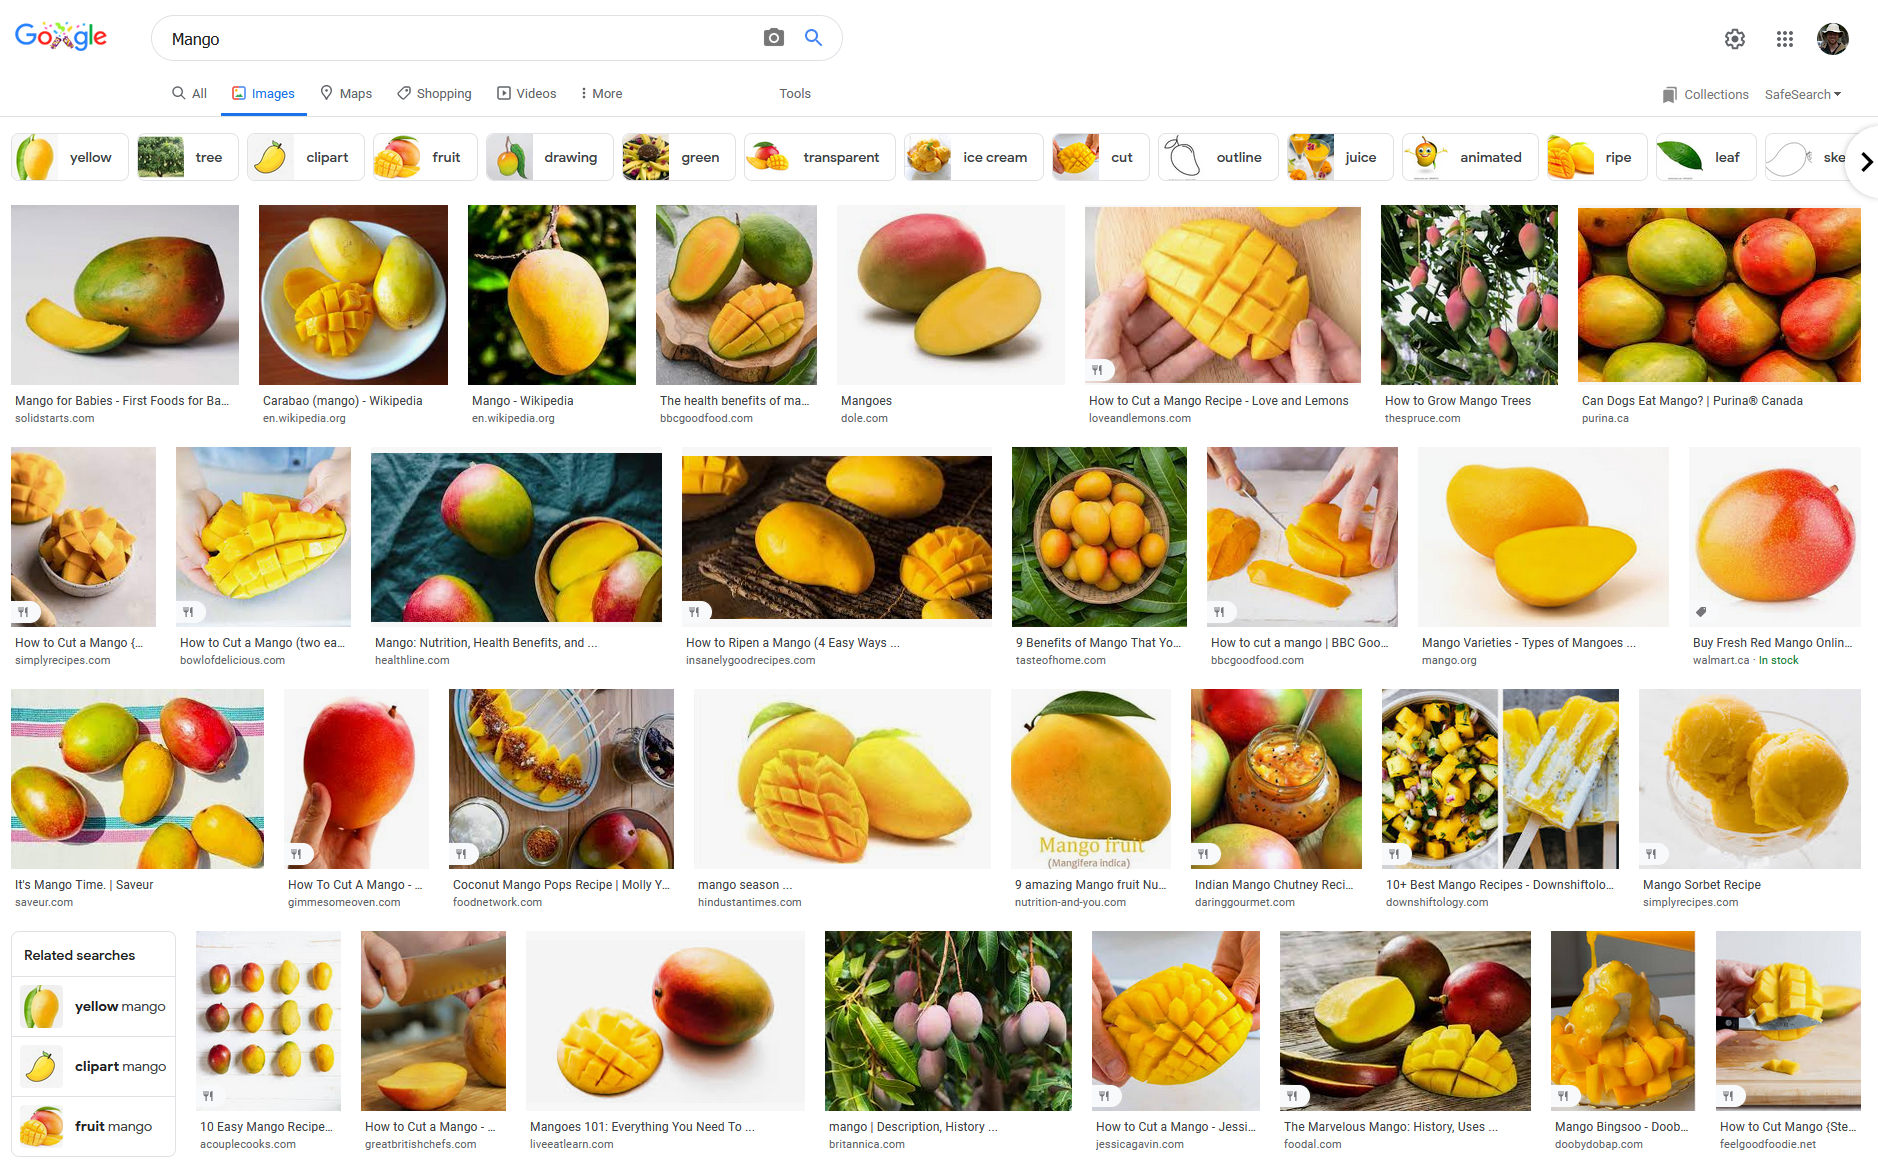 Google
Mango
All
Images
Maps
Shopping
Videos
More
Tools
Collections
SafeSearch
yellow
tree
clipart
fruit
drawing
green
transparent
ice cream
cut
outline
juice
animated
ripe
leaf
ske
Mango for Babies - First Foods for Ba...
solidstarts.com
Carabao (mango) - Wikipedia
en.wikipedia.org
Mango - Wikipedia
en.wikipedia.org
The health benefits of ma...
bbcgoodfood.com
Mangoes
dole.com
How to Cut a Mango Recipe - Love and Lemons
loveandlemons.com
How to Grow Mango Trees
thespruce.com
Can Dogs Eat Mango? | Purina® Canada
purina.ca
How to Cut a Mango {...
simplyrecipes.com
How to Cut a Mango (two ea...
bowlofdelicious.com
Mango: Nutrition, Health Benefits, and ...
healthline.com
How to Ripen a Mango (4 Easy Ways ...
insanelygoodrecipes.com
9 Benefits of Mango That Yo...
tasteofhome.com
How to cut a mango | BBC Goo...
bbcgoodfood.com
Mango Varieties - Types of Mangoes ...
mango.org
Buy Fresh Red Mango Onlin...
walmart.ca · In stock
Mango fruit
(Mangifera indica)
It's Mango Time. | Saveur
saveur.com
How To Cut A Mango - ...
gimmesomeoven.com
Coconut Mango Pops Recipe | Molly Y...
foodnetwork.com
mango season ...
hindustantimes.com
9 amazing Mango fruit Nu...
nutrition-and-you.com
Indian Mango Chutney Reci...
daringgourmet.com
10+ Best Mango Recipes - Downshiftolo...
downshiftology.com
Mango Sorbet Recipe
simplyrecipes.com
Related searches
yellow mango
clipart mango
fruit mango
10 Easy Mango Recipe...
acouplecooks.com
How to Cut a Mango - ...
greatbritishchefs.com
Mangoes 101: Everything You Need To ...
liveeatlearn.com
mango | Description, History ...
britannica.com
How to Cut a Mango - Jessi...
jessicagavin.com
The Marvelous Mango: History, Uses ...
foodal.com
Mango Bingsoo - Doob...
doobydobap.com
How to Cut Mango {Ste...
feelgoodfoodie.net